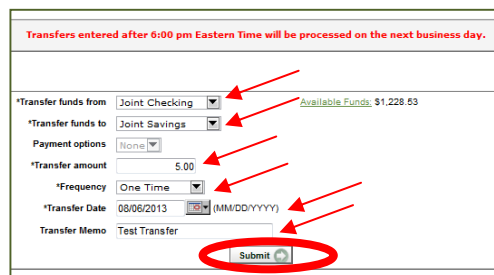 Transfers entered after 6:00 pm Eastern Time will be processed on the next business day.
*Transfer funds from Joint Checking Available Funds: $1,228.53
*Transfer funds to Joint Savings
Payment options None
*Transfer amount 5.00
*Frequency One Time
*Transfer Date 08/06/2013 (MM/DD/YYYY)
Transfer Memo Test Transfer
Submit